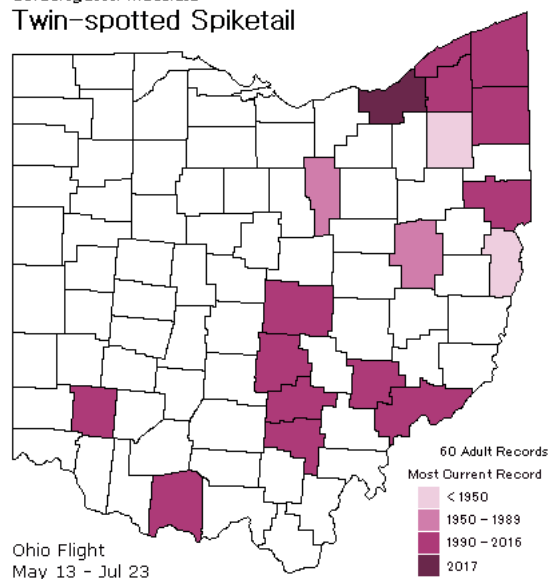 Twin-spotted Spiketail
60 Adult Records
Most Current Record
< 1950
1950 - 1989
1990 - 2016
2017
Ohio Flight
May 13 - Jul 23